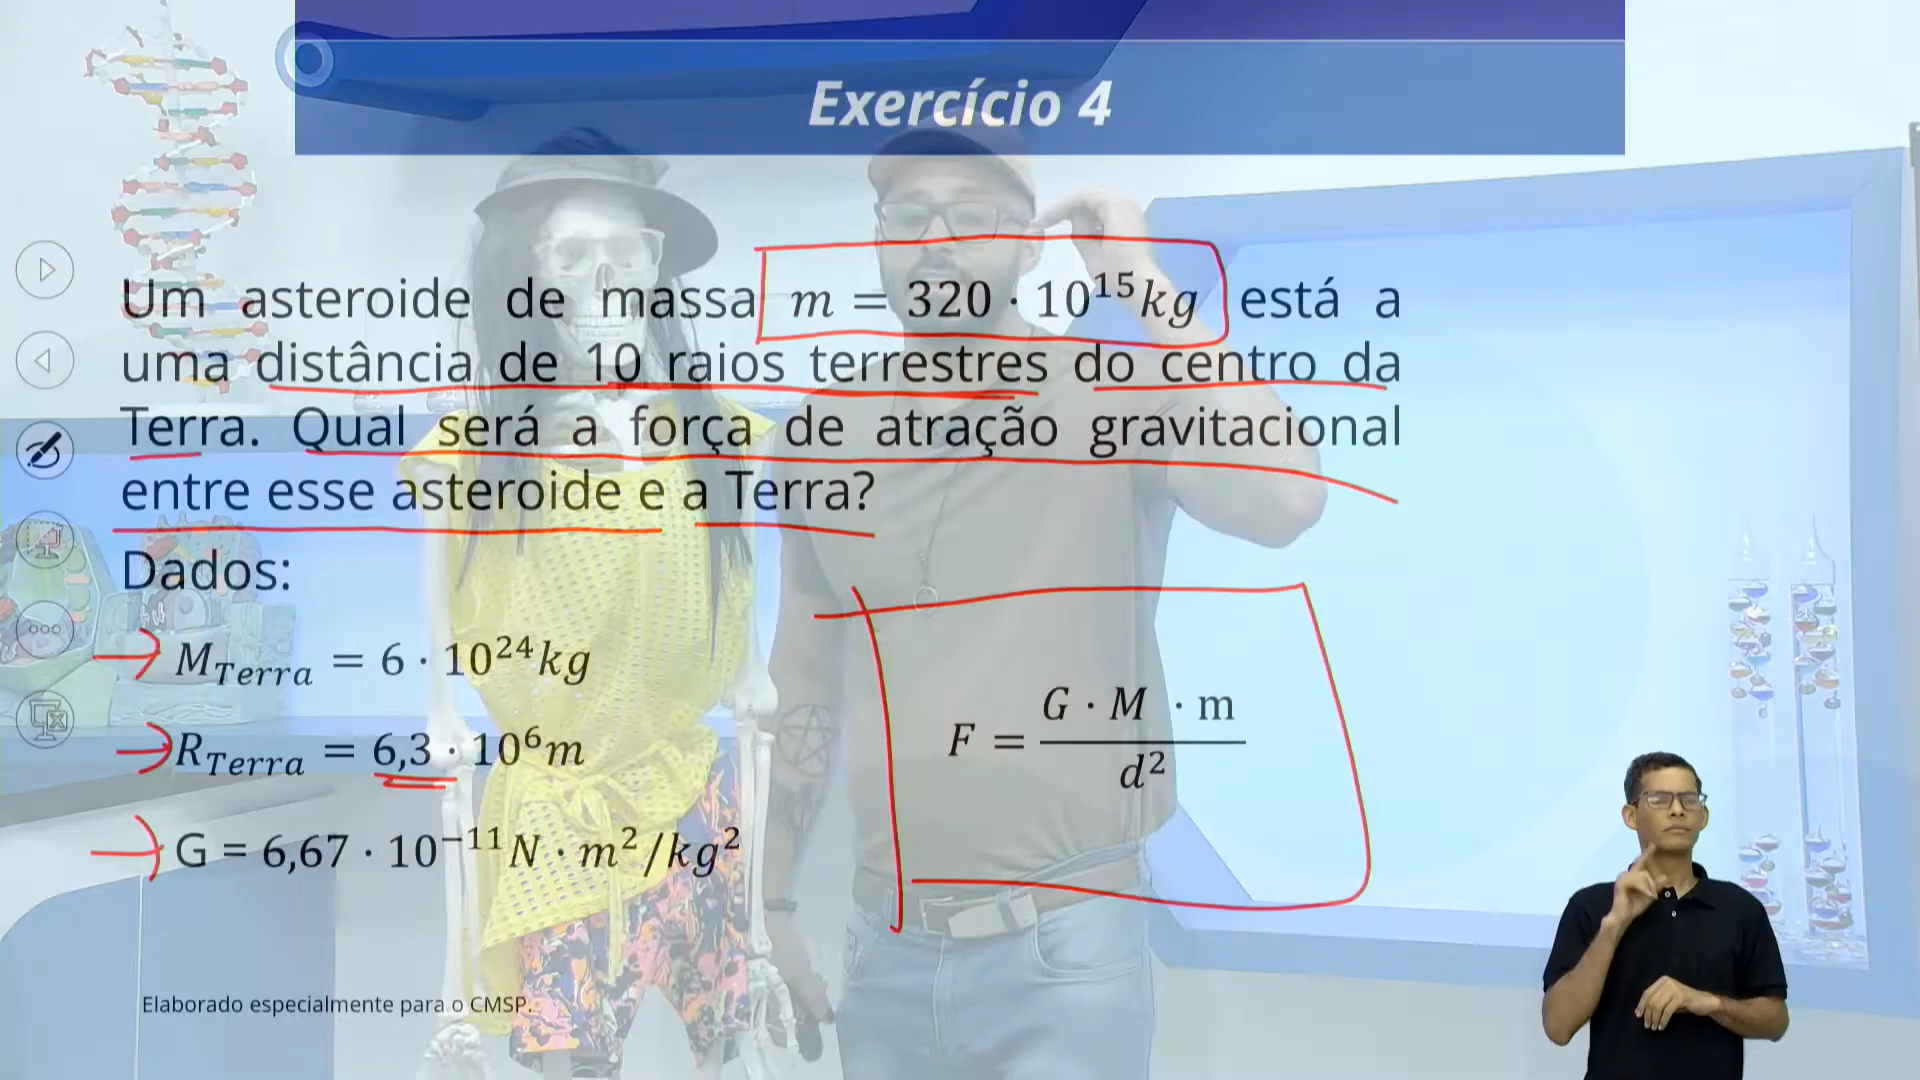 Exercício 4
Um asteroide de massa m = 320 · 10¹⁵kg está a
uma distância de 10 raios terrestres do centro da
Terra. Qual será a força de atração gravitacional
entre esse asteroide e a Terra?
Dados:
M_Terra = 6 · 10²⁴kg
R_Terra = 6,3 · 10⁶m
G = 6,67 · 10⁻¹¹N · m²/kg²
F = G · M · m / d²
Elaborado especialmente para o CMSP.